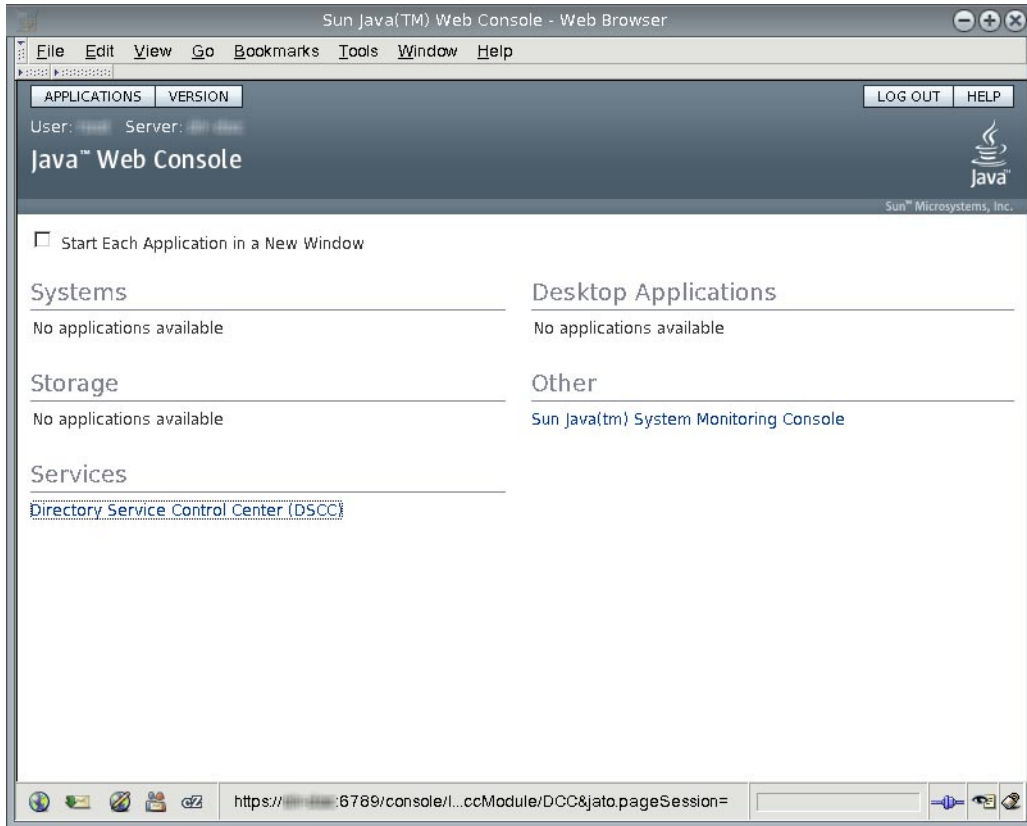 Sun Java(TM) Web Console - Web Browser
File Edit View Go Bookmarks Tools Window Help
APPLICATIONS VERSION LOG OUT HELP
User: Server:
Java™ Web Console
Java™
Sun™ Microsystems, Inc.
Start Each Application in a New Window
Systems
No applications available
Desktop Applications
No applications available
Storage
No applications available
Other
Sun Java(tm) System Monitoring Console
Services
Directory Service Control Center (DSCC)
https:// :6789/console/l...ccModule/DCC&jato.pageSession=